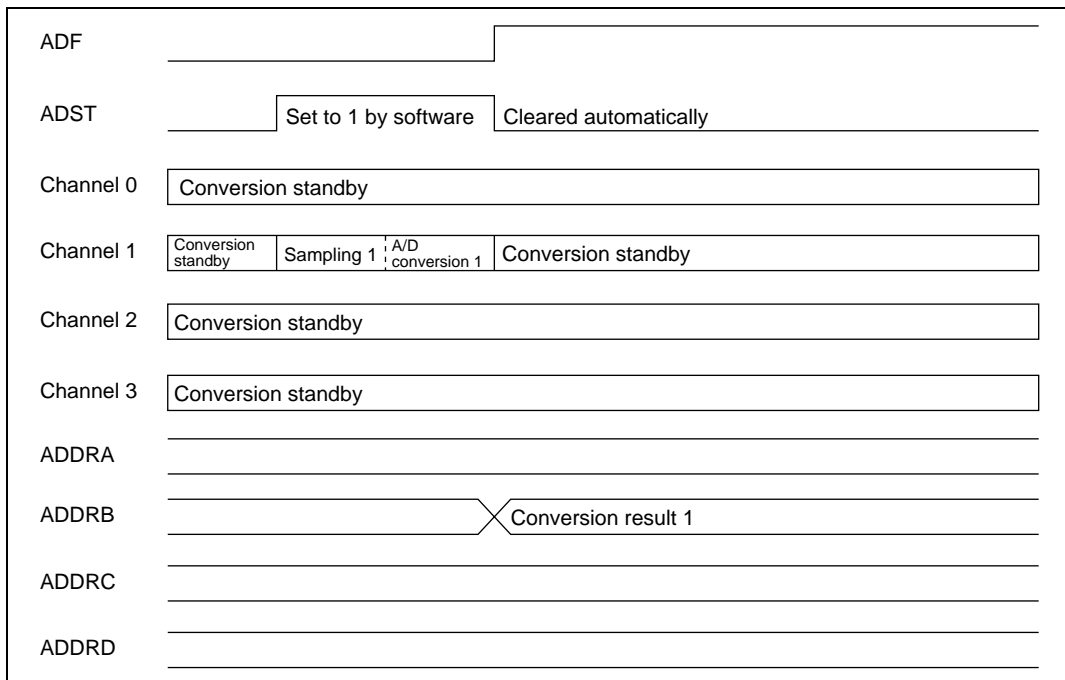 ADF
ADST Set to 1 by software Cleared automatically
Channel 0 Conversion standby
Channel 1 Conversion standby Sampling 1 A/D conversion 1 Conversion standby
Channel 2 Conversion standby
Channel 3 Conversion standby
ADDRA
ADDRB Conversion result 1
ADDRC
ADDRD